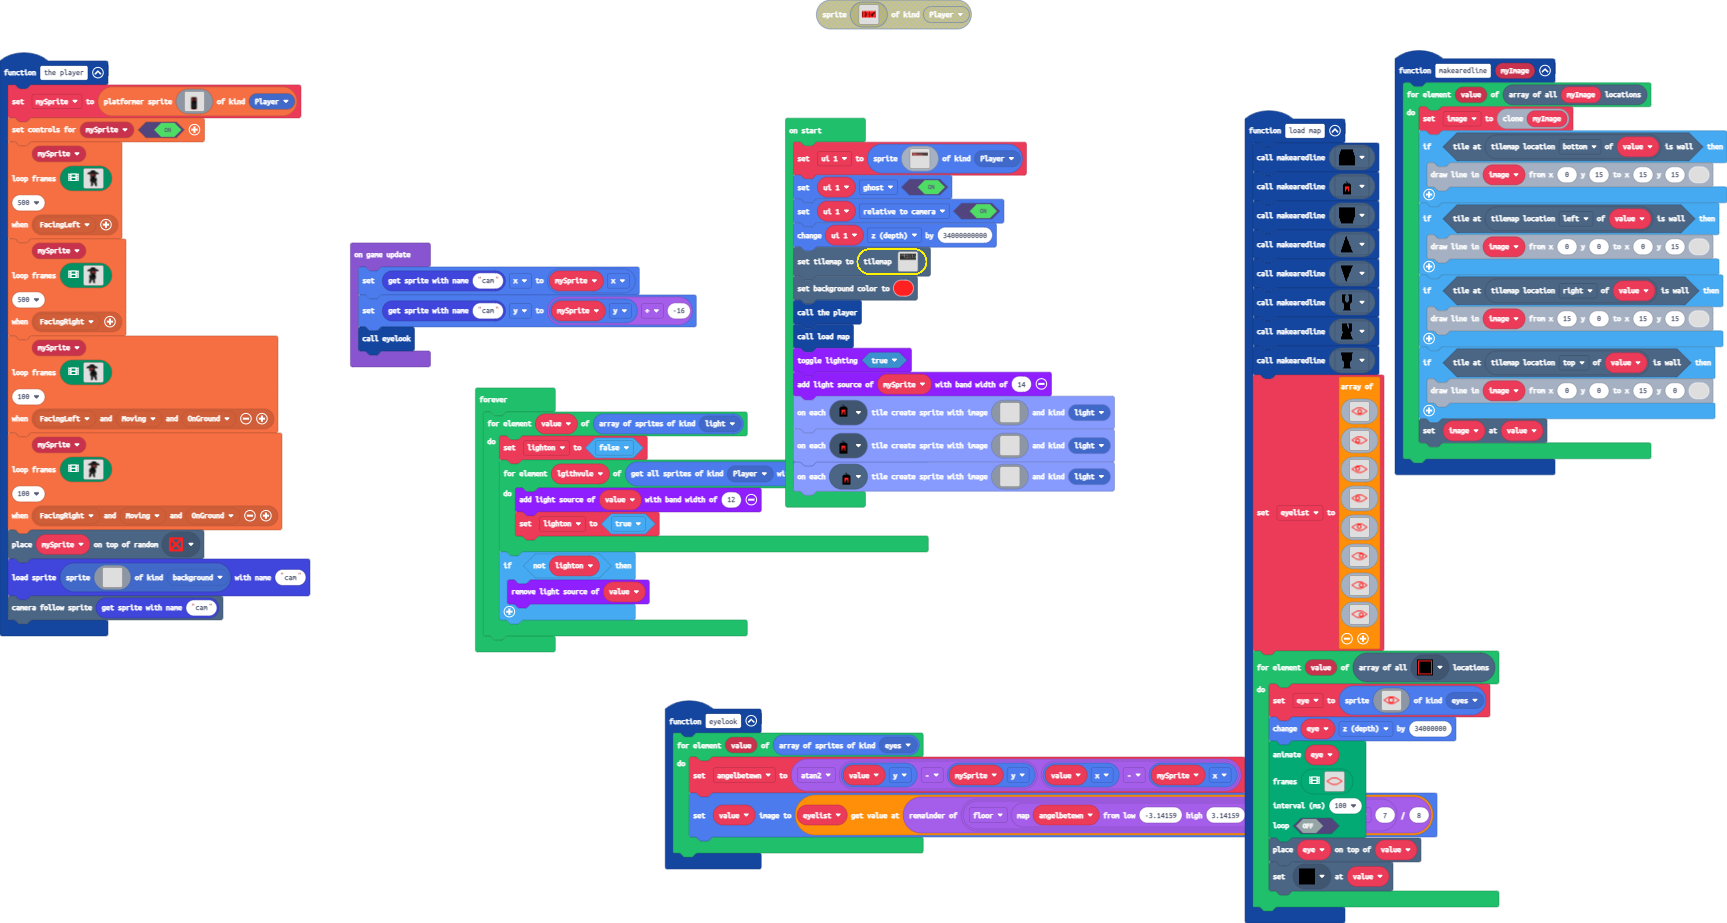 sprite of kind Player
function the player
set mySprite to platformer sprite of kind Player
set controls for mySprite ON
mySprite
loop frames
500
when FacingLeft
mySprite
loop frames
500
when FacingRight
mySprite
loop frames
100
when FacingLeft and Moving and OnGround
mySprite
loop frames
100
when FacingRight and Moving and OnGround
place mySprite on top of random
load sprite sprite of kind background with name "cam"
camera follow sprite get sprite with name "cam"
on game update
set get sprite with name "cam" x to mySprite x
set get sprite with name "cam" y to mySprite y + -16
call eyelook
forever
for element value of array of sprites of kind light
do
set lighton to false
for element lgithvule of get all sprites of kind Player wi
do
add light source of value with band width of 12
set lighton to true
if not lighton then
remove light source of value
on start
set ui 1 to sprite of kind Player
set ui 1 ghost ON
set ui 1 relative to camera ON
change ui 1 z (depth) by 34000000000
set tilemap to tilemap
set background color to
call the player
call load map
toggle lighting true
add light source of mySprite with band width of 14
on each tile create sprite with image and kind light
on each tile create sprite with image and kind light
on each tile create sprite with image and kind light
function eyelook
for element value of array of sprites of kind eyes
do
set angelbetewn to atan2 value y - mySprite y value x - mySprite x
set value image to eyelist get value at remainder of floor map angelbetewn from low -3.14159 high 3.14159 7 / 8
function load map
call makearedline
call makearedline
call makearedline
call makearedline
call makearedline
call makearedline
call makearedline
call makearedline
array of
set eyelist to
for element value of array of all locations
do
set eye to sprite of kind eyes
change eye z (depth) by 34000000
animate eye
frames
interval (ms) 100
loop OFF
place eye on top of value
set at value
function makearedline myImage
for element value of array of all myImage locations
do
set image to clone myImage
if tile at tilemap location bottom of value is wall then
draw line in image from x 0 y 15 to x 15 y 15
if tile at tilemap location left of value is wall then
draw line in image from x 0 y 0 to x 0 y 15
if tile at tilemap location right of value is wall then
draw line in image from x 15 y 0 to x 15 y 15
if tile at tilemap location top of value is wall then
draw line in image from x 0 y 0 to x 15 y 0
set image at value